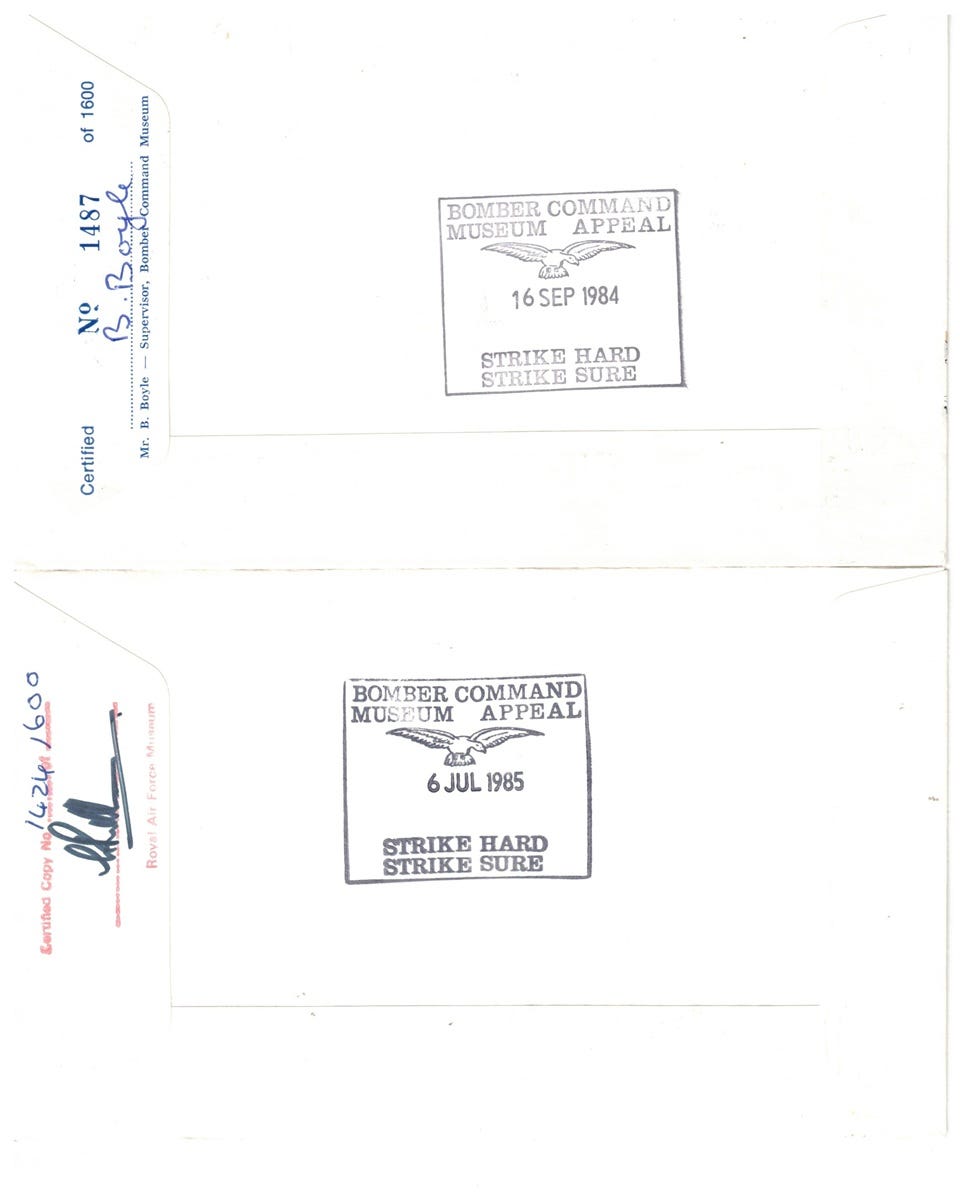 Certified Nº 1487 of 1600
B. Boyle
Mr. B. Boyle — Supervisor, Bomber Command Museum
BOMBER COMMAND
MUSEUM APPEAL
16 SEP 1984
STRIKE HARD
STRIKE SURE
Certified Copy No. 1424 of 1600
Royal Air Force Museum
BOMBER COMMAND
MUSEUM APPEAL
6 JUL 1985
STRIKE HARD
STRIKE SURE